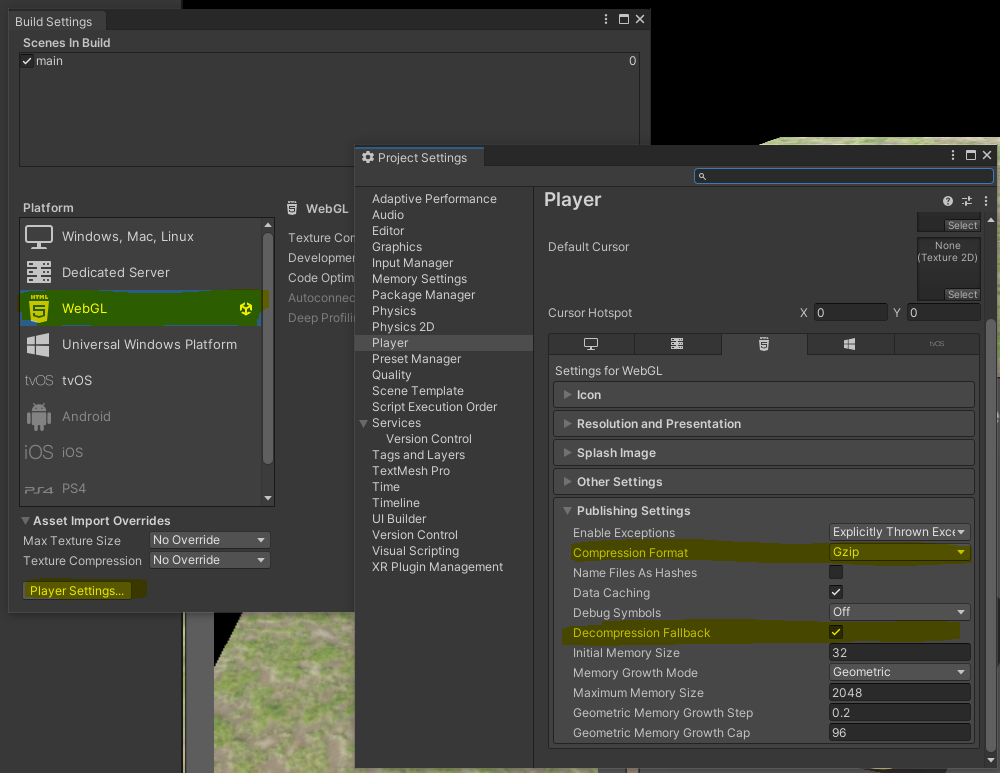 Build Settings
Scenes In Build
main 0
Platform
Windows, Mac, Linux
Dedicated Server
HTML
WebGL
Universal Windows Platform
tvOS tvOS
Android
iOS iOS
PS4 PS4
WebGL
Texture Com
Developmen
Code Optim
Autoconnec
Deep Profilin
Asset Import Overrides
Max Texture Size No Override
Texture Compression No Override
Player Settings...
Project Settings
Adaptive Performance
Audio
Editor
Graphics
Input Manager
Memory Settings
Package Manager
Physics
Physics 2D
Player
Preset Manager
Quality
Scene Template
Script Execution Order
Services
Version Control
Tags and Layers
TextMesh Pro
Time
Timeline
UI Builder
Version Control
Visual Scripting
XR Plugin Management
Player
Select
Default Cursor
None
(Texture 2D)
Select
Cursor Hotspot X 0 Y 0
tvOS
Settings for WebGL
Icon
Resolution and Presentation
Splash Image
Other Settings
Publishing Settings
Enable Exceptions Explicitly Thrown Exce
Compression Format Gzip
Name Files As Hashes
Data Caching
Debug Symbols Off
Decompression Fallback
Initial Memory Size 32
Memory Growth Mode Geometric
Maximum Memory Size 2048
Geometric Memory Growth Step 0.2
Geometric Memory Growth Cap 96